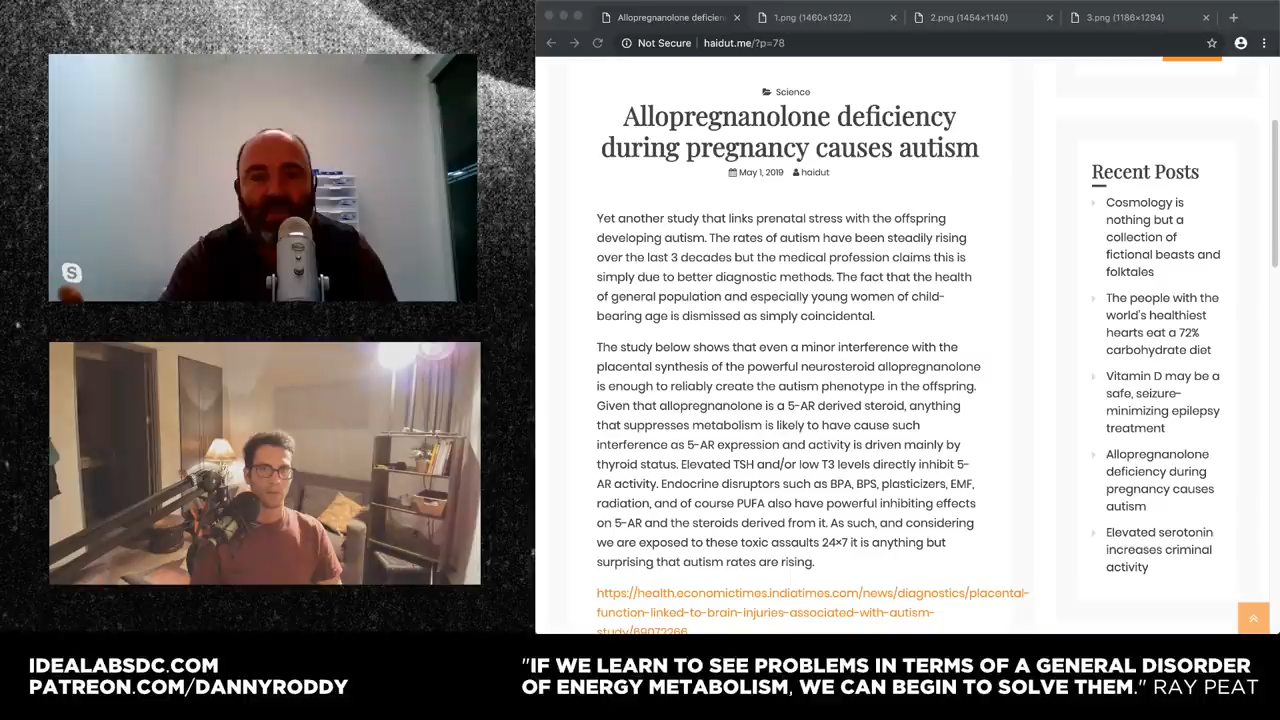 Allopregnanolone deficien
1.png (1460×1322)
2.png (1454×1140)
3.png (1186×1294)
Not Secure
haidut.me/?p=78
Science
Allopregnanolone deficiency
during pregnancy causes autism
May 1, 2019 haidut
Yet another study that links prenatal stress with the offspring
developing autism. The rates of autism have been steadily rising
over the last 3 decades but the medical profession claims this is
simply due to better diagnostic methods. The fact that the health
of general population and especially young women of child-
bearing age is dismissed as simply coincidental.
The study below shows that even a minor interference with the
placental synthesis of the powerful neurosteroid allopregnanolone
is enough to reliably create the autism phenotype in the offspring.
Given that allopregnanolone is a 5-AR derived steroid, anything
that suppresses metabolism is likely to have cause such
interference as 5-AR expression and activity is driven mainly by
thyroid status. Elevated TSH and/or low T3 levels directly inhibit 5-
AR activity. Endocrine disruptors such as BPA, BPS, plasticizers, EMF,
radiation, and of course PUFA also have powerful inhibiting effects
on 5-AR and the steroids derived from it. As such, and considering
we are exposed to these toxic assaults 24×7 it is anything but
surprising that autism rates are rising.
https://health.economictimes.indiatimes.com/news/diagnostics/placental-
function-linked-to-brain-injuries-associated-with-autism-
study/69072266
Recent Posts
Cosmology is
nothing but a
collection of
fictional beasts and
folktales
The people with the
world's healthiest
hearts eat a 72%
carbohydrate diet
Vitamin D may be a
safe, seizure-
minimizing epilepsy
treatment
Allopregnanolone
deficiency during
pregnancy causes
autism
Elevated serotonin
increases criminal
activity
IDEALABSDC.COM
PATREON.COM/DANNYRODDY
"IF WE LEARN TO SEE PROBLEMS IN TERMS OF A GENERAL DISORDER
OF ENERGY METABOLISM, WE CAN BEGIN TO SOLVE THEM." RAY PEAT